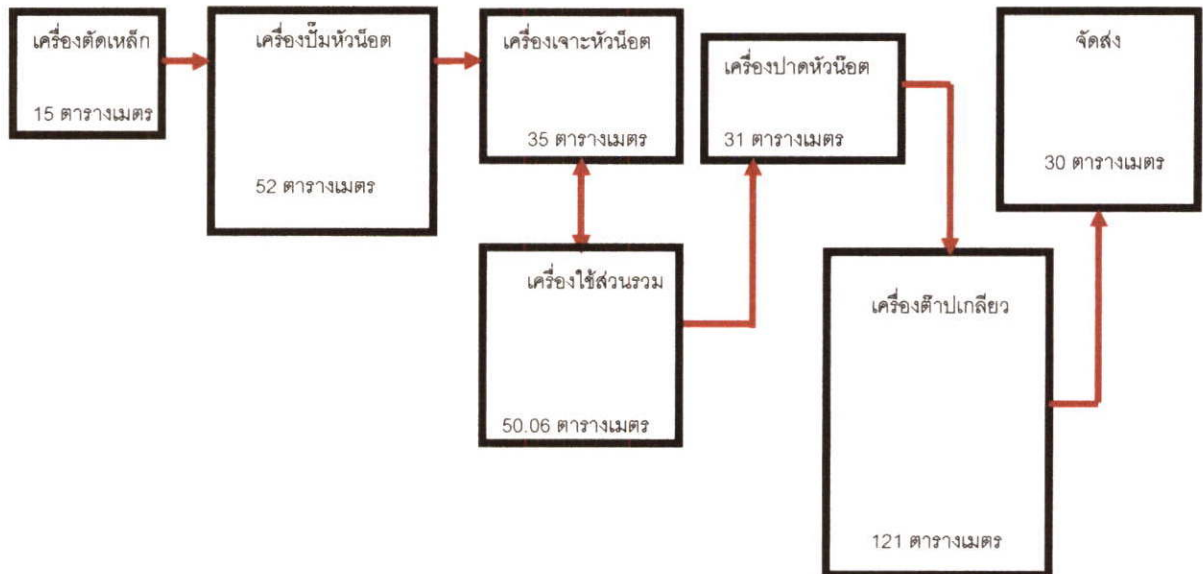 เครื่องตัดเหล็ก
15 ตารางเมตร
เครื่องปั๊มหัวน็อต
52 ตารางเมตร
เครื่องเจาะหัวน็อต
35 ตารางเมตร
เครื่องใช้ส่วนรวม
50.06 ตารางเมตร
เครื่องปาดหัวน๊อต
31 ตารางเมตร
เครื่องต๊าปเกลียว
121 ตารางเมตร
จัดส่ง
30 ตารางเมตร